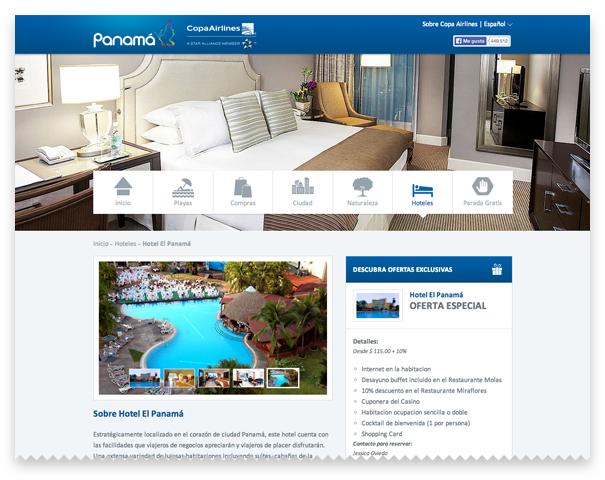 Panamá
CopaAirlines
A STAR ALLIANCE MEMBER
Sobre Copa Airlines | Español
Me gusta
449 512
Inicio
Playas
Compras
Ciudad
Naturaleza
Hoteles
Parada Gratis
Inicio - Hoteles - Hotel El Panamá
DESCUBRA OFERTAS EXCLUSIVAS
Hotel El Panamá
OFERTA ESPECIAL
Detalles:
Desde $ 115.00 + 10%
Internet en la habitacion
Desayuno buffet incluido en el Restaurante Molas
10% descuento en el Restaurante Miraflores
Cuponera del Casino
Habitacion ocupacion sencilla o doble
Cocktail de bienvenida (1 por persona)
Shopping Card
Contacto para reservar:
Jessica Oviedo
Sobre Hotel El Panamá
Estratégicamente localizado en el corazón de ciudad Panamá, este hotel cuenta con
las facilidades que viajeros de negocios apreciarán y viajeros de placer disfrutarán.
Una extensa variedad de lujosas habitaciones incluyendo suites, cabañas de la